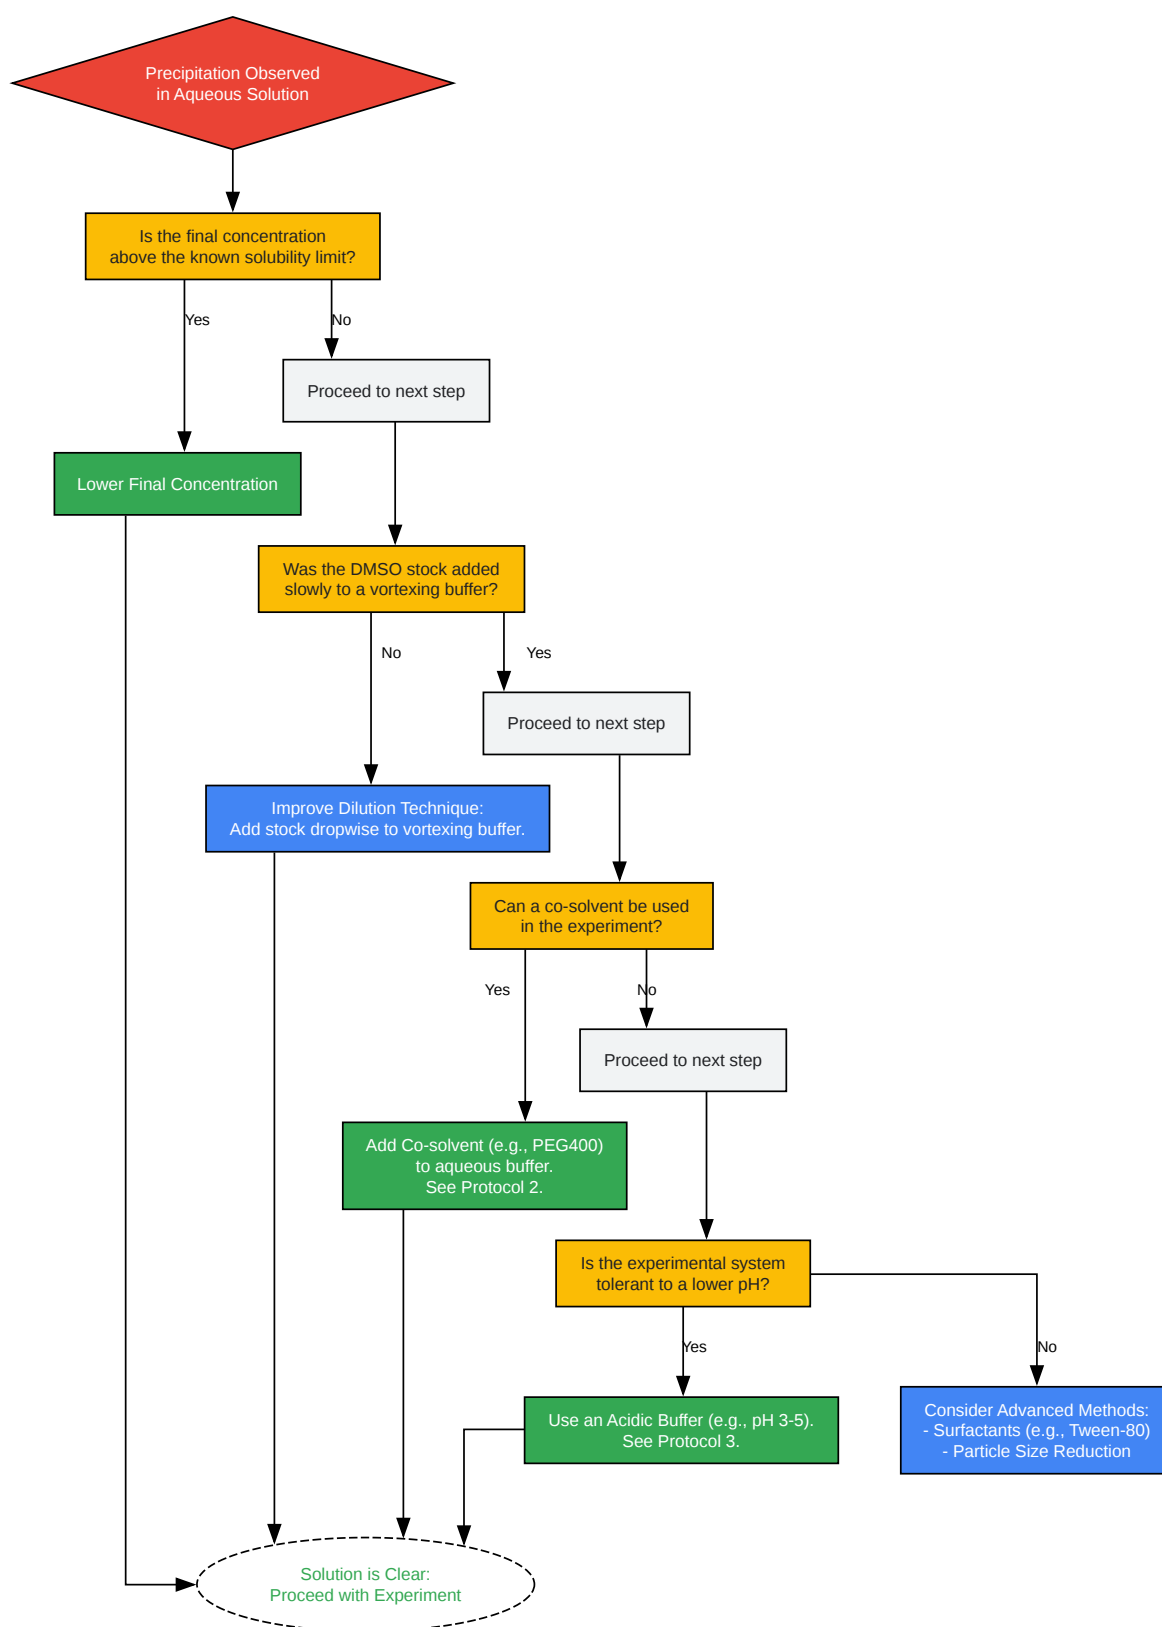 Precipitation Observed
in Aqueous Solution
Is the final concentration
above the known solubility limit?
Yes
No
Proceed to next step
Lower Final Concentration
Was the DMSO stock added
slowly to a vortexing buffer?
No
Yes
Proceed to next step
Improve Dilution Technique:
Add stock dropwise to vortexing buffer.
Can a co-solvent be used
in the experiment?
Yes
No
Proceed to next step
Add Co-solvent (e.g., PEG400)
to aqueous buffer.
See Protocol 2.
Is the experimental system
tolerant to a lower pH?
Yes
No
Use an Acidic Buffer (e.g., pH 3-5).
See Protocol 3.
Consider Advanced Methods:
- Surfactants (e.g., Tween-80)
- Particle Size Reduction
Solution is Clear:
Proceed with Experiment